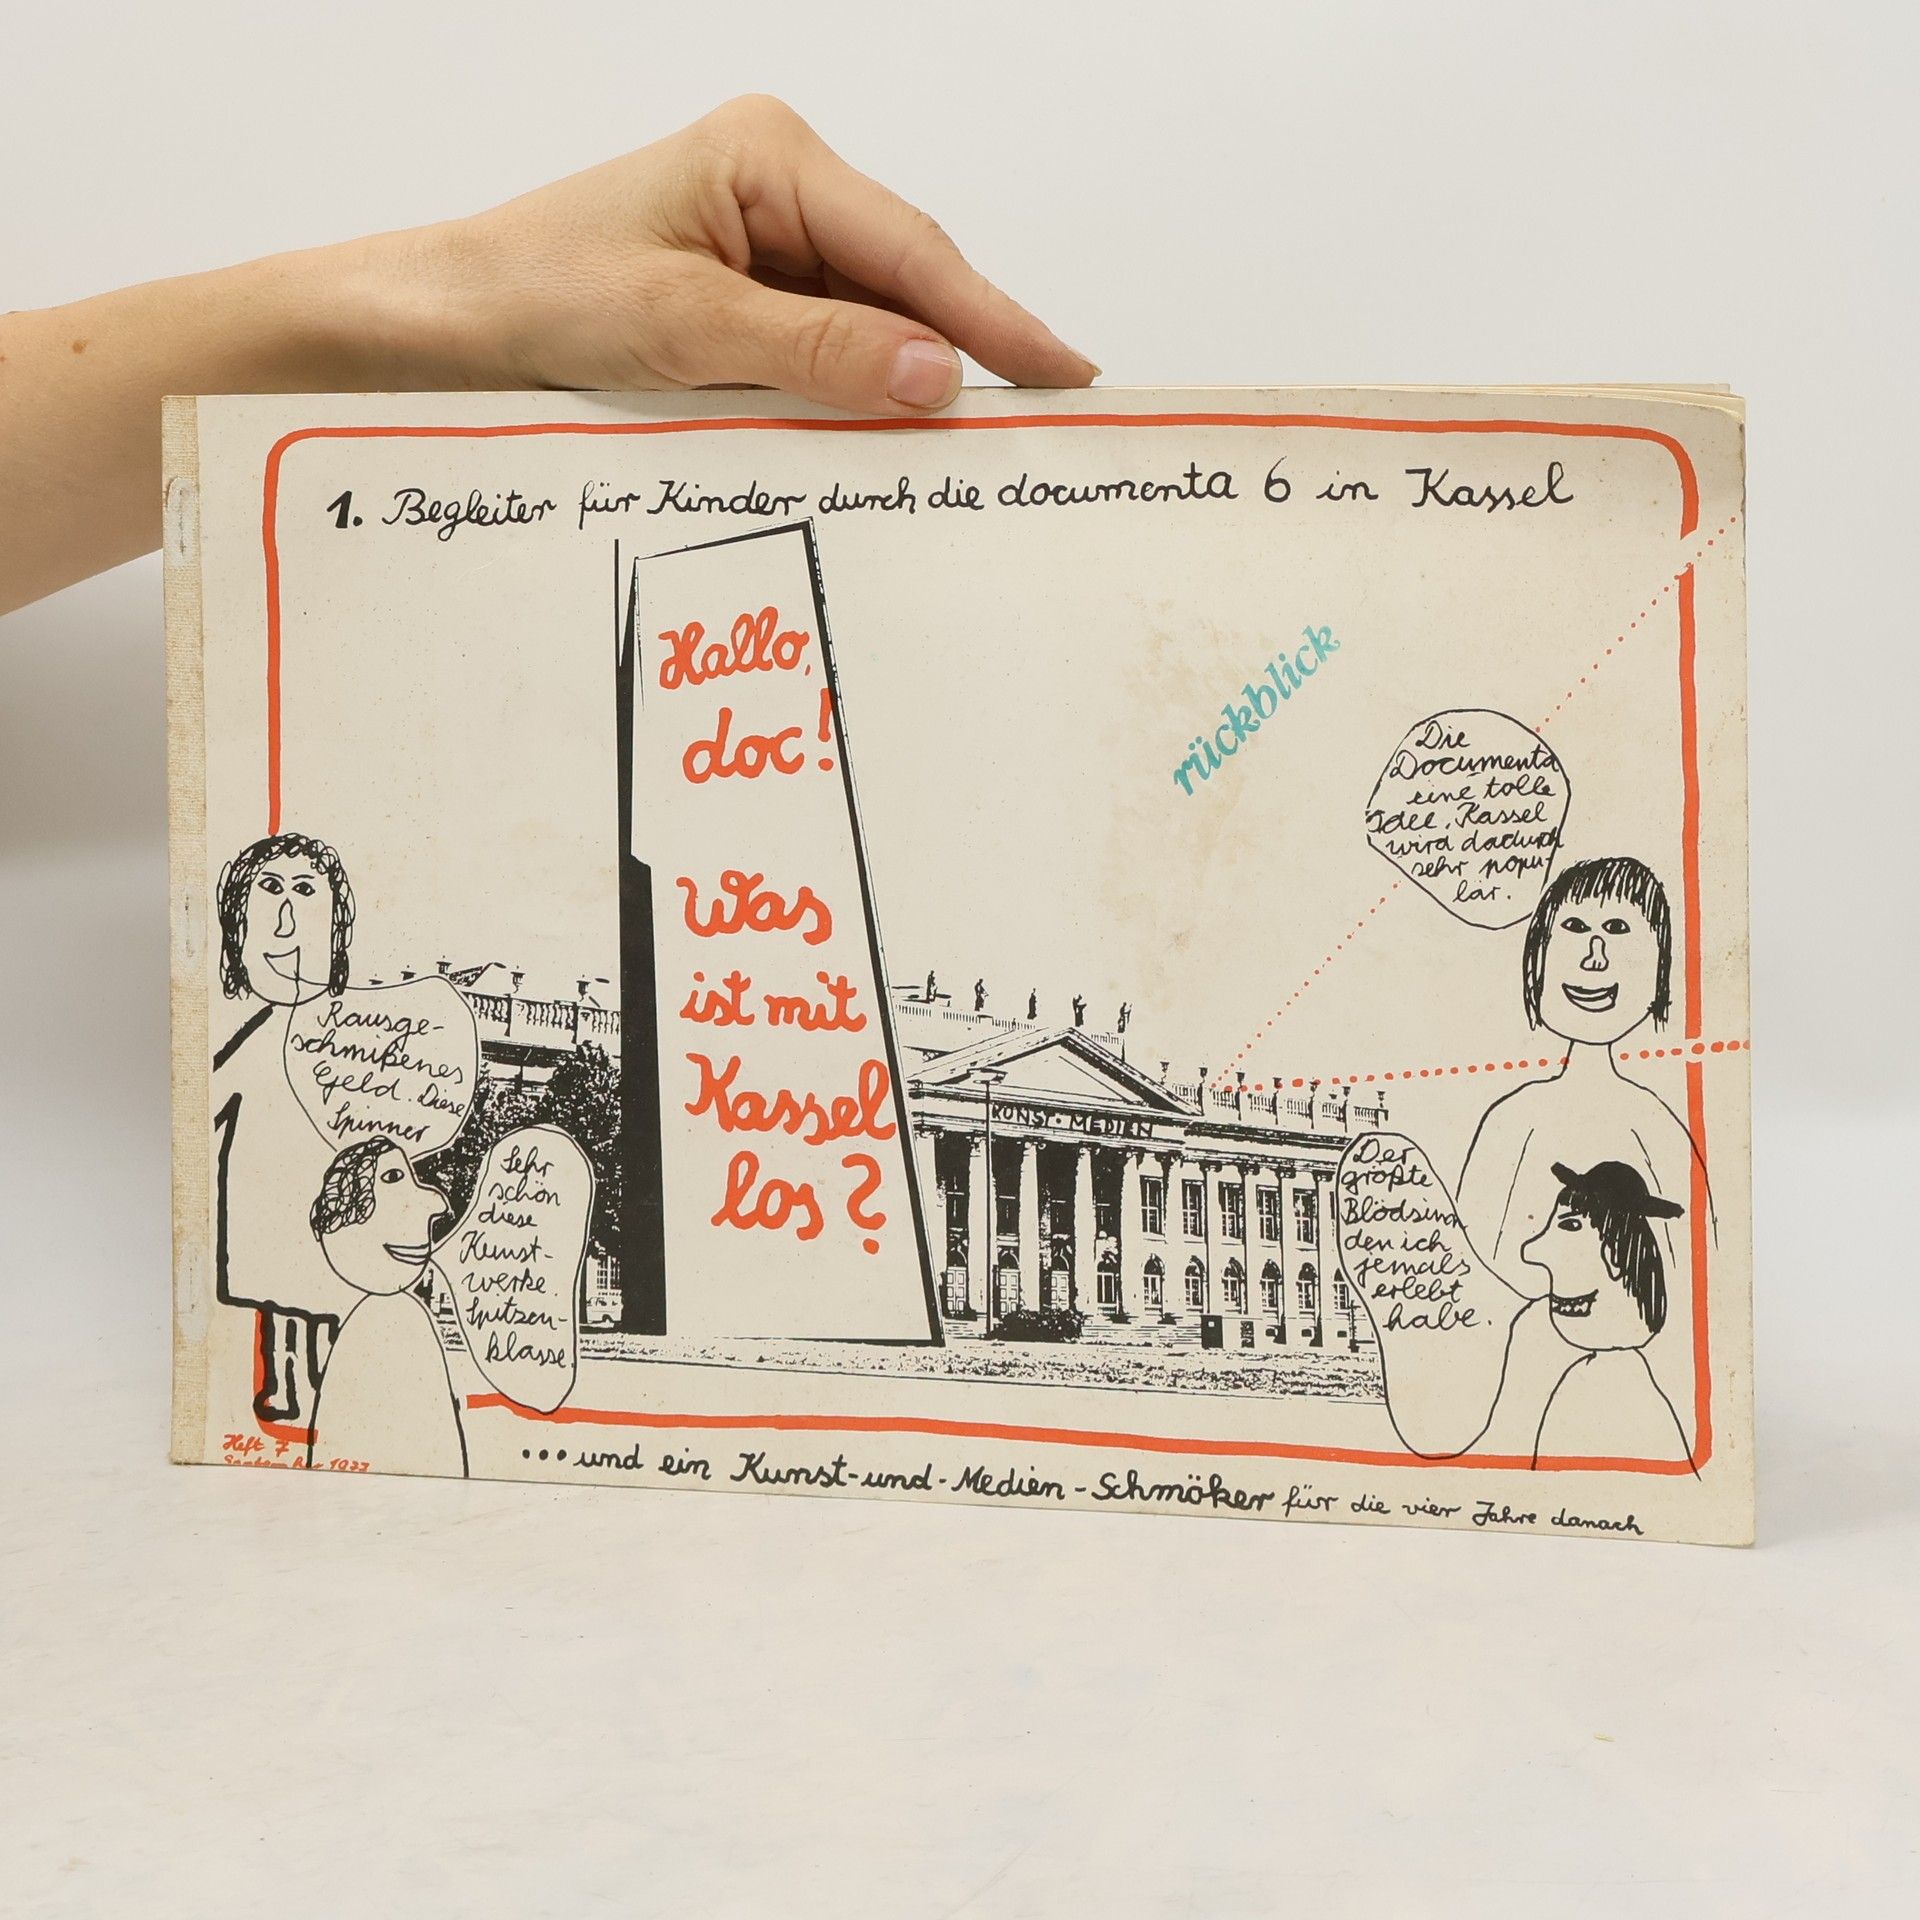 1. Begleiter für Kinder durch die documenta 6 in Kassel
Hallo,
doc!
Was
ist mit
Kassel
los?
rückblick
Die
Documenta
eine tolle
Idee. Kassel
wird dadurch
sehr popu-
lär.
Rausge-
schmißenes
Geld. Diese
Spinner
Sehr
schön
diese
Kunst-
werke.
Spitzen-
klasse.
KUNST • MEDIEN
Der
größte
Blödsinn
den ich
jemals
erlebt
habe.
Heft 7
September 1977
...und ein Kunst-und-Medien-Schmöker für die vier Jahre danach